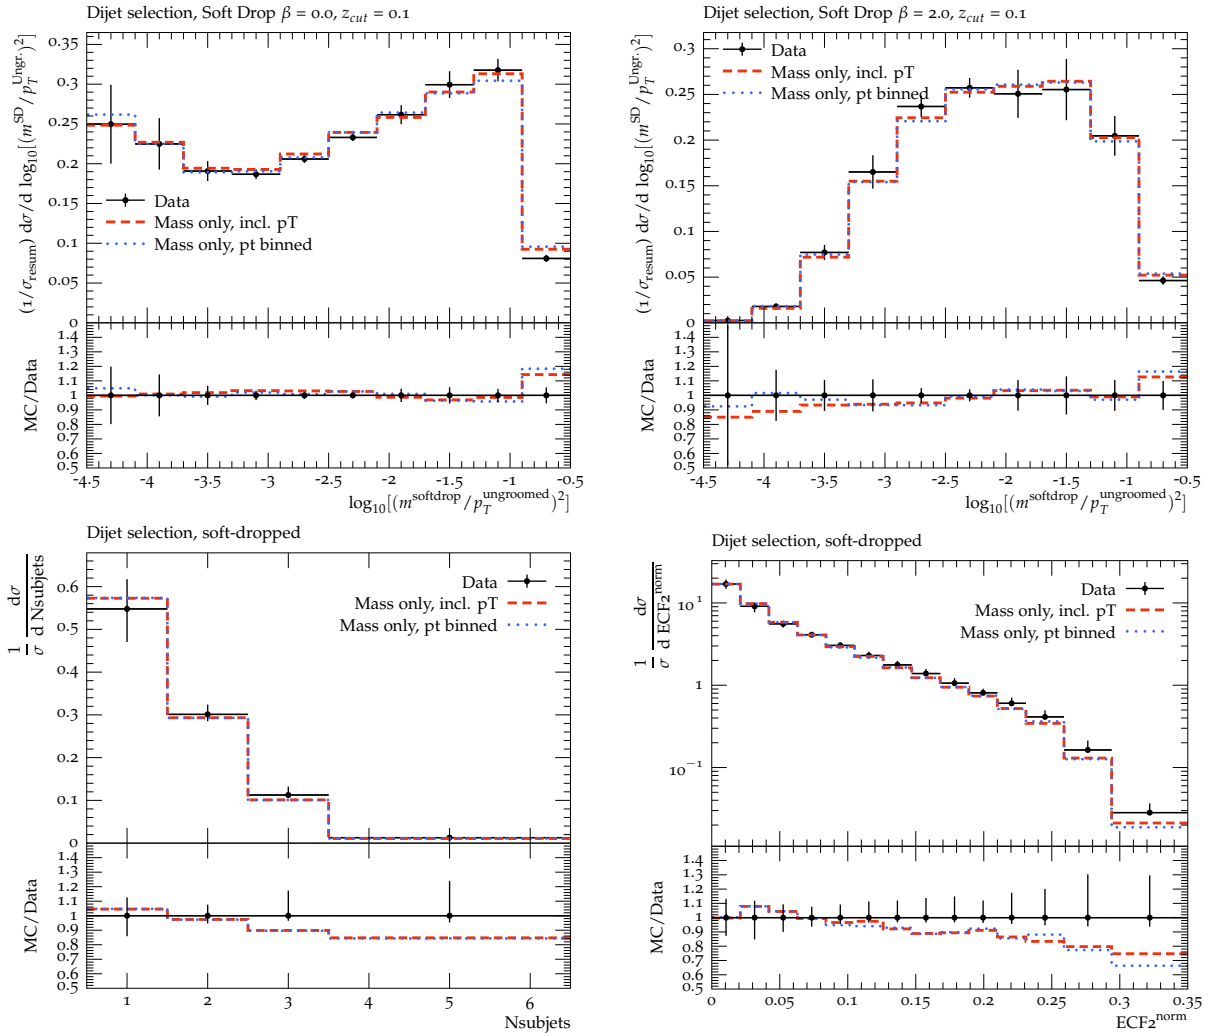 Dijet selection, Soft Drop β = 0.0, z_cut = 0.1
(1/σ_resum) dσ/d log₁₀[(m^SD/p_T^Ungr.)²]
0.35
0.3
0.25
0.2
0.15
0.1
0.05
0
Data
Mass only, incl. pT
Mass only, pt binned
MC/Data
1.4
1.3
1.2
1.1
1
0.9
0.8
0.7
0.6
0.5
-4.5 -4 -3.5 -3 -2.5 -2 -1.5 -1 -0.5
log₁₀[(m^softdrop/p_T^ungroomed)²]
Dijet selection, Soft Drop β = 2.0, z_cut = 0.1
(1/σ_resum) dσ/d log₁₀[(m^SD/p_T^Ungr.)²]
0.3
0.25
0.2
0.15
0.1
0.05
0
Data
Mass only, incl. pT
Mass only, pt binned
MC/Data
1.4
1.3
1.2
1.1
1
0.9
0.8
0.7
0.6
0.5
-4.5 -4 -3.5 -3 -2.5 -2 -1.5 -1 -0.5
log₁₀[(m^softdrop/p_T^ungroomed)²]
Dijet selection, soft-dropped
1/σ dσ/d Nsubjets
0.6
0.5
0.4
0.3
0.2
0.1
0
Data
Mass only, incl. pT
Mass only, pt binned
MC/Data
1.4
1.3
1.2
1.1
1
0.9
0.8
0.7
0.6
0.5
1 2 3 4 5 6
Nsubjets
Dijet selection, soft-dropped
1/σ dσ/d ECF2^norm
10¹
1
10⁻¹
Data
Mass only, incl. pT
Mass only, pt binned
MC/Data
1.4
1.3
1.2
1.1
1
0.9
0.8
0.7
0.6
0.5
0 0.05 0.1 0.15 0.2 0.25 0.3 0.35
ECF2^norm